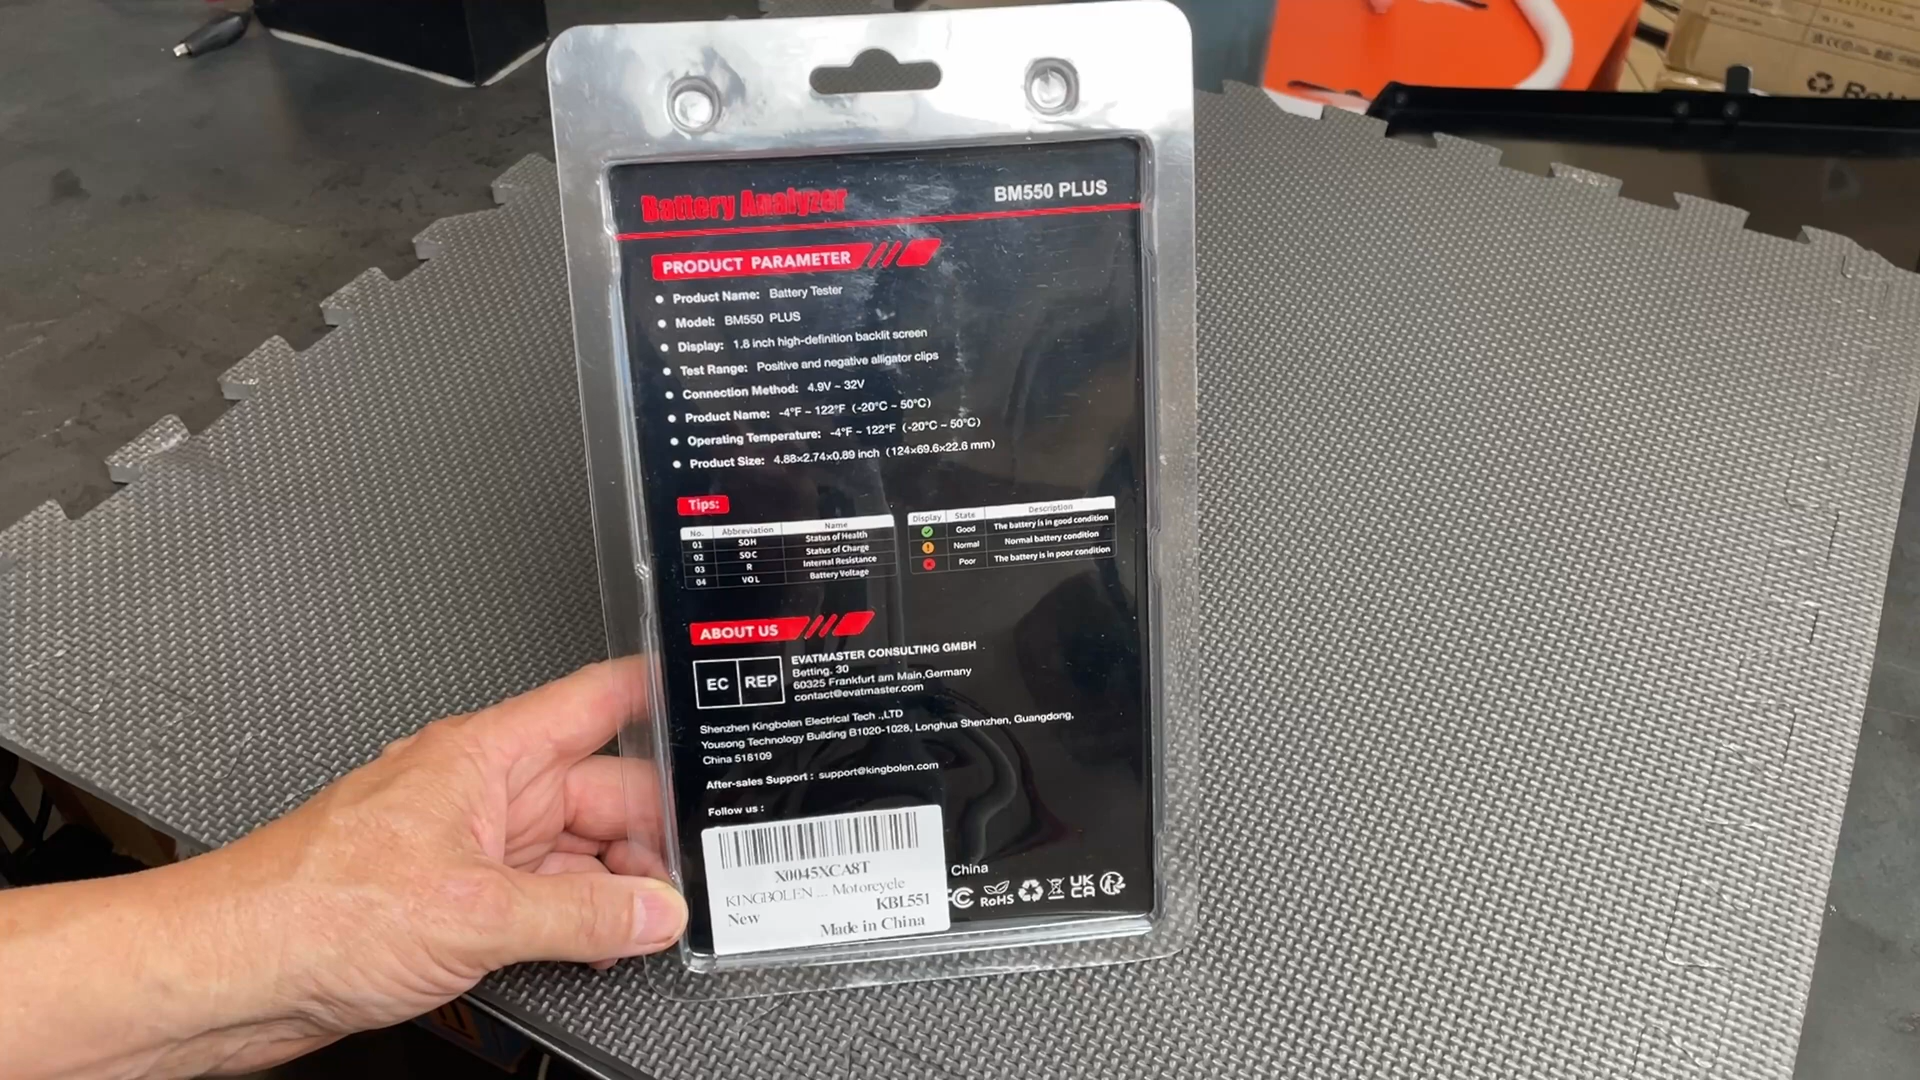 Battery Analyzer
BM550 PLUS
PRODUCT PARAMETER
Product Name: Battery Tester
Model: BM550 PLUS
Display: 1.8 inch high-definition backlit screen
Test Range: Positive and negative alligator clips
Connection Method: 4.9V ~ 32V
Product Name: -4°F ~ 122°F (-20°C ~ 50°C)
Operating Temperature: -4°F ~ 122°F (-20°C ~ 50°C)
Product Size: 4.88×2.74×0.89 inch (124×69.6×22.6 mm)
Tips:
No. Abbreviation Name
01 SOH Status of Health
02 SOC Status of Charge
03 R Internal Resistance
04 VOL Battery Voltage
Display State Description
Good The battery is in good condition
Normal Normal battery condition
Poor The battery is in poor condition
ABOUT US
EC REP
EVATMASTER CONSULTING GMBH
Betting. 30
60325 Frankfurt am Main,Germany
contact@evatmaster.com
Shenzhen Kingbolen Electrical Tech .,LTD
Yousong Technology Building B1020-1028, Longhua Shenzhen, Guangdong,
China 518109
After-sales Support : support@kingbolen.com
Follow us :
X0045XCA8T
KINGBOLEN ... Motorcycle
New KBL551
Made in China
China
FC RoHS UK CA